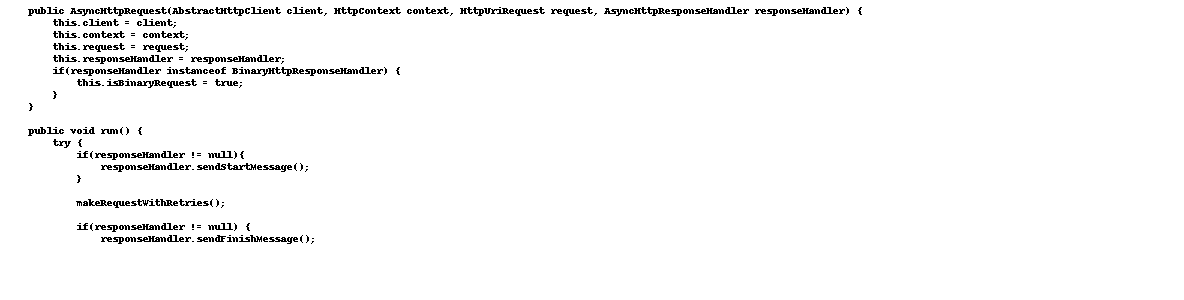 public AsyncHttpRequest(AbstractHttpClient client, HttpContext context, HttpUriRequest request, AsyncHttpResponseHandler responseHandler) {
this.client = client;
this.context = context;
this.request = request;
this.responseHandler = responseHandler;
if(responseHandler instanceof BinaryHttpResponseHandler) {
this.isBinaryRequest = true;
}
}
public void run() {
try {
if(responseHandler != null){
responseHandler.sendStartMessage();
}
makeRequestWithRetries();
if(responseHandler != null) {
responseHandler.sendFinishMessage();